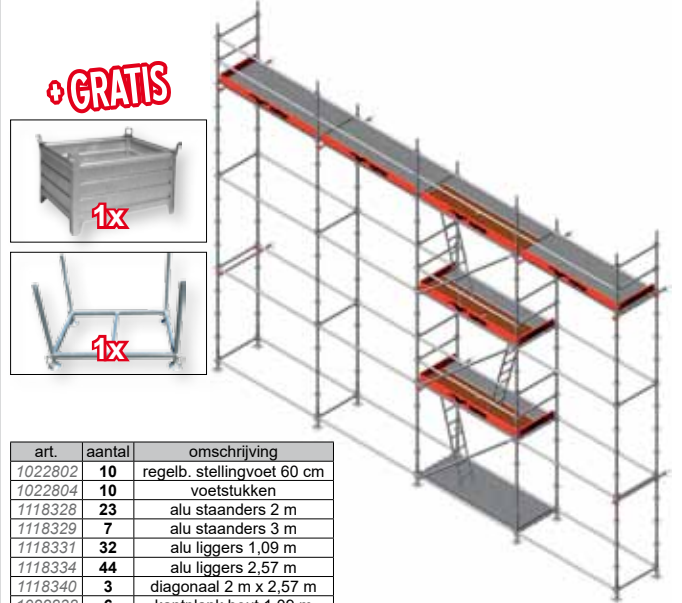 + GRATIS
1x
1x
art. aantal omschrijving
1022802 10 regelb. stellingvoet 60 cm
1022804 10 voetstukken
1118328 23 alu staanders 2 m
1118329 7 alu staanders 3 m
1118331 32 alu liggers 1,09 m
1118334 44 alu liggers 2,57 m
1118340 3 diagonaal 2 m x 2,57 m